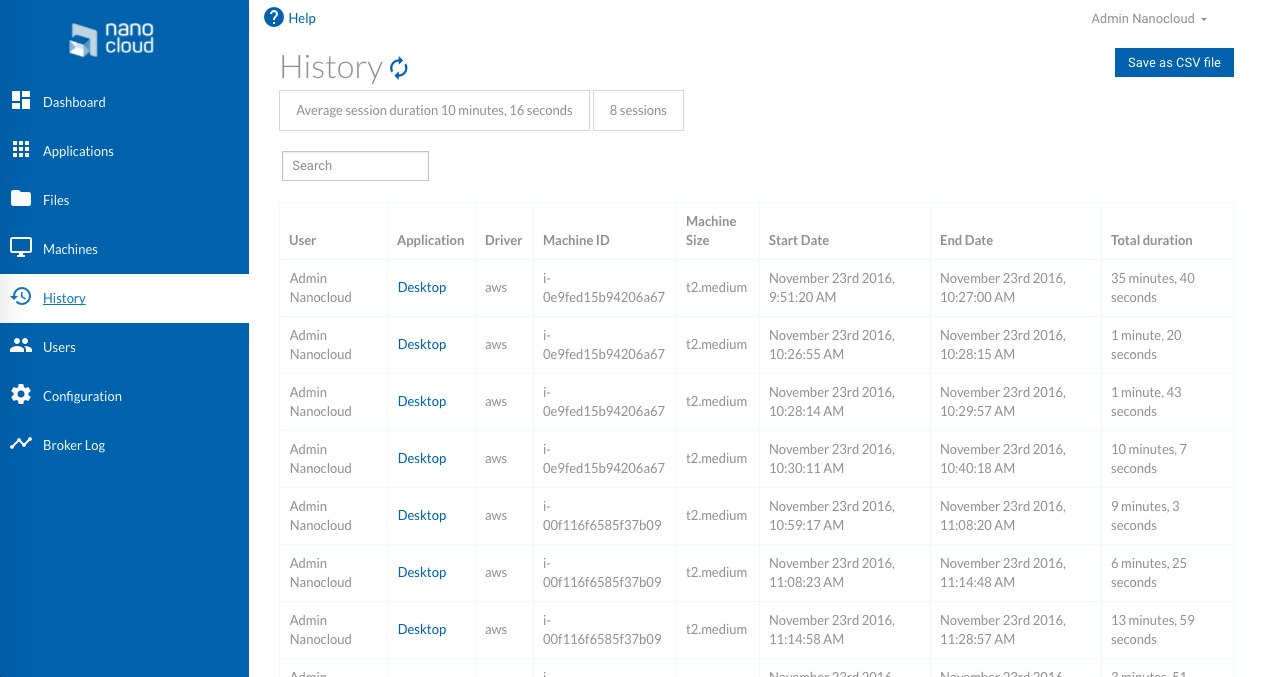 nano
cloud
Help
Admin Nanocloud
Dashboard
Applications
Files
Machines
History
Users
Configuration
Broker Log
History
Save as CSV file
Average session duration 10 minutes, 16 seconds
8 sessions
Search
User
Application
Driver
Machine ID
Machine
Size
Start Date
End Date
Total duration
Admin
Nanocloud
Desktop
aws
i-
0e9fed15b94206a67
t2.medium
November 23rd 2016,
9:51:20 AM
November 23rd 2016,
10:27:00 AM
35 minutes, 40
seconds
Admin
Nanocloud
Desktop
aws
i-
0e9fed15b94206a67
t2.medium
November 23rd 2016,
10:26:55 AM
November 23rd 2016,
10:28:15 AM
1 minute, 20
seconds
Admin
Nanocloud
Desktop
aws
i-
0e9fed15b94206a67
t2.medium
November 23rd 2016,
10:28:14 AM
November 23rd 2016,
10:29:57 AM
1 minute, 43
seconds
Admin
Nanocloud
Desktop
aws
i-
0e9fed15b94206a67
t2.medium
November 23rd 2016,
10:30:11 AM
November 23rd 2016,
10:40:18 AM
10 minutes, 7
seconds
Admin
Nanocloud
Desktop
aws
i-
00f116f6585f37b09
t2.medium
November 23rd 2016,
10:59:17 AM
November 23rd 2016,
11:08:20 AM
9 minutes, 3
seconds
Admin
Nanocloud
Desktop
aws
i-
00f116f6585f37b09
t2.medium
November 23rd 2016,
11:08:23 AM
November 23rd 2016,
11:14:48 AM
6 minutes, 25
seconds
Admin
Nanocloud
Desktop
aws
i-
00f116f6585f37b09
t2.medium
November 23rd 2016,
11:14:58 AM
November 23rd 2016,
11:28:57 AM
13 minutes, 59
seconds
Admin
i-
November 23rd 2016,
November 23rd 2016,
3 minutes, 51